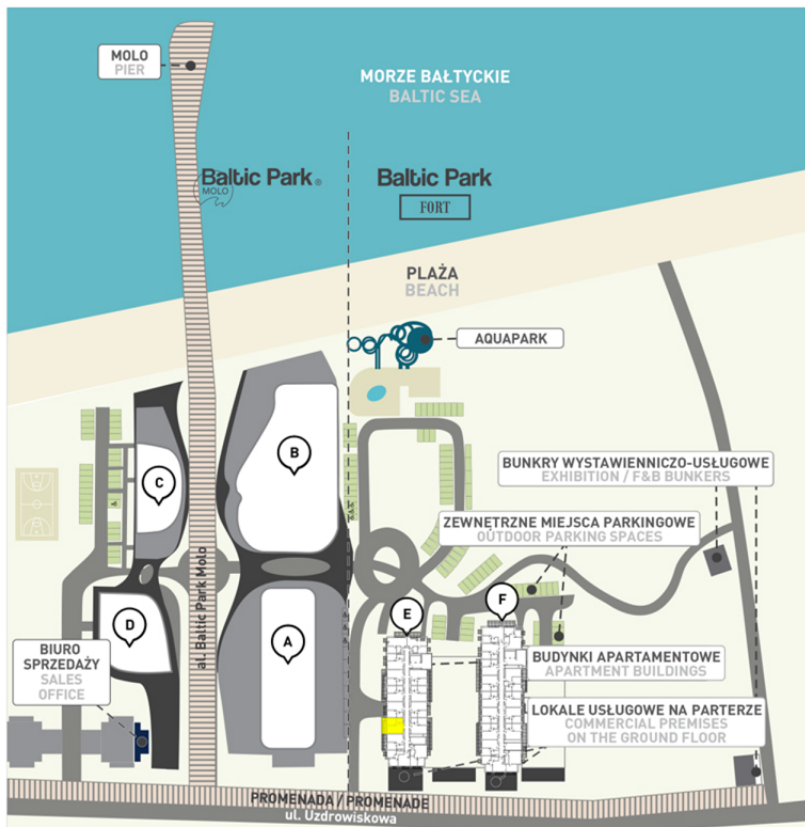 MOLO
PIER
MORZE BAŁTYCKIE
BALTIC SEA
Baltic Park®
MOLO
Baltic Park
FORT
PLAŻA
BEACH
AQUAPARK
B
C
BUNKRY WYSTAWIENNICZO-USŁUGOWE
EXHIBITION / F&B BUNKERS
ZEWNĘTRZNE MIEJSCA PARKINGOWE
OUTDOOR PARKING SPACES
E
F
D
A
al. Baltic Park Molo
BIURO
SPRZEDAŻY
SALES
OFFICE
BUDYNKI APARTAMENTOWE
APARTMENT BUILDINGS
LOKALE USŁUGOWE NA PARTERZE
COMMERCIAL PREMISES
ON THE GROUND FLOOR
PROMENADA / PROMENADE
ul. Uzdrowiskowa